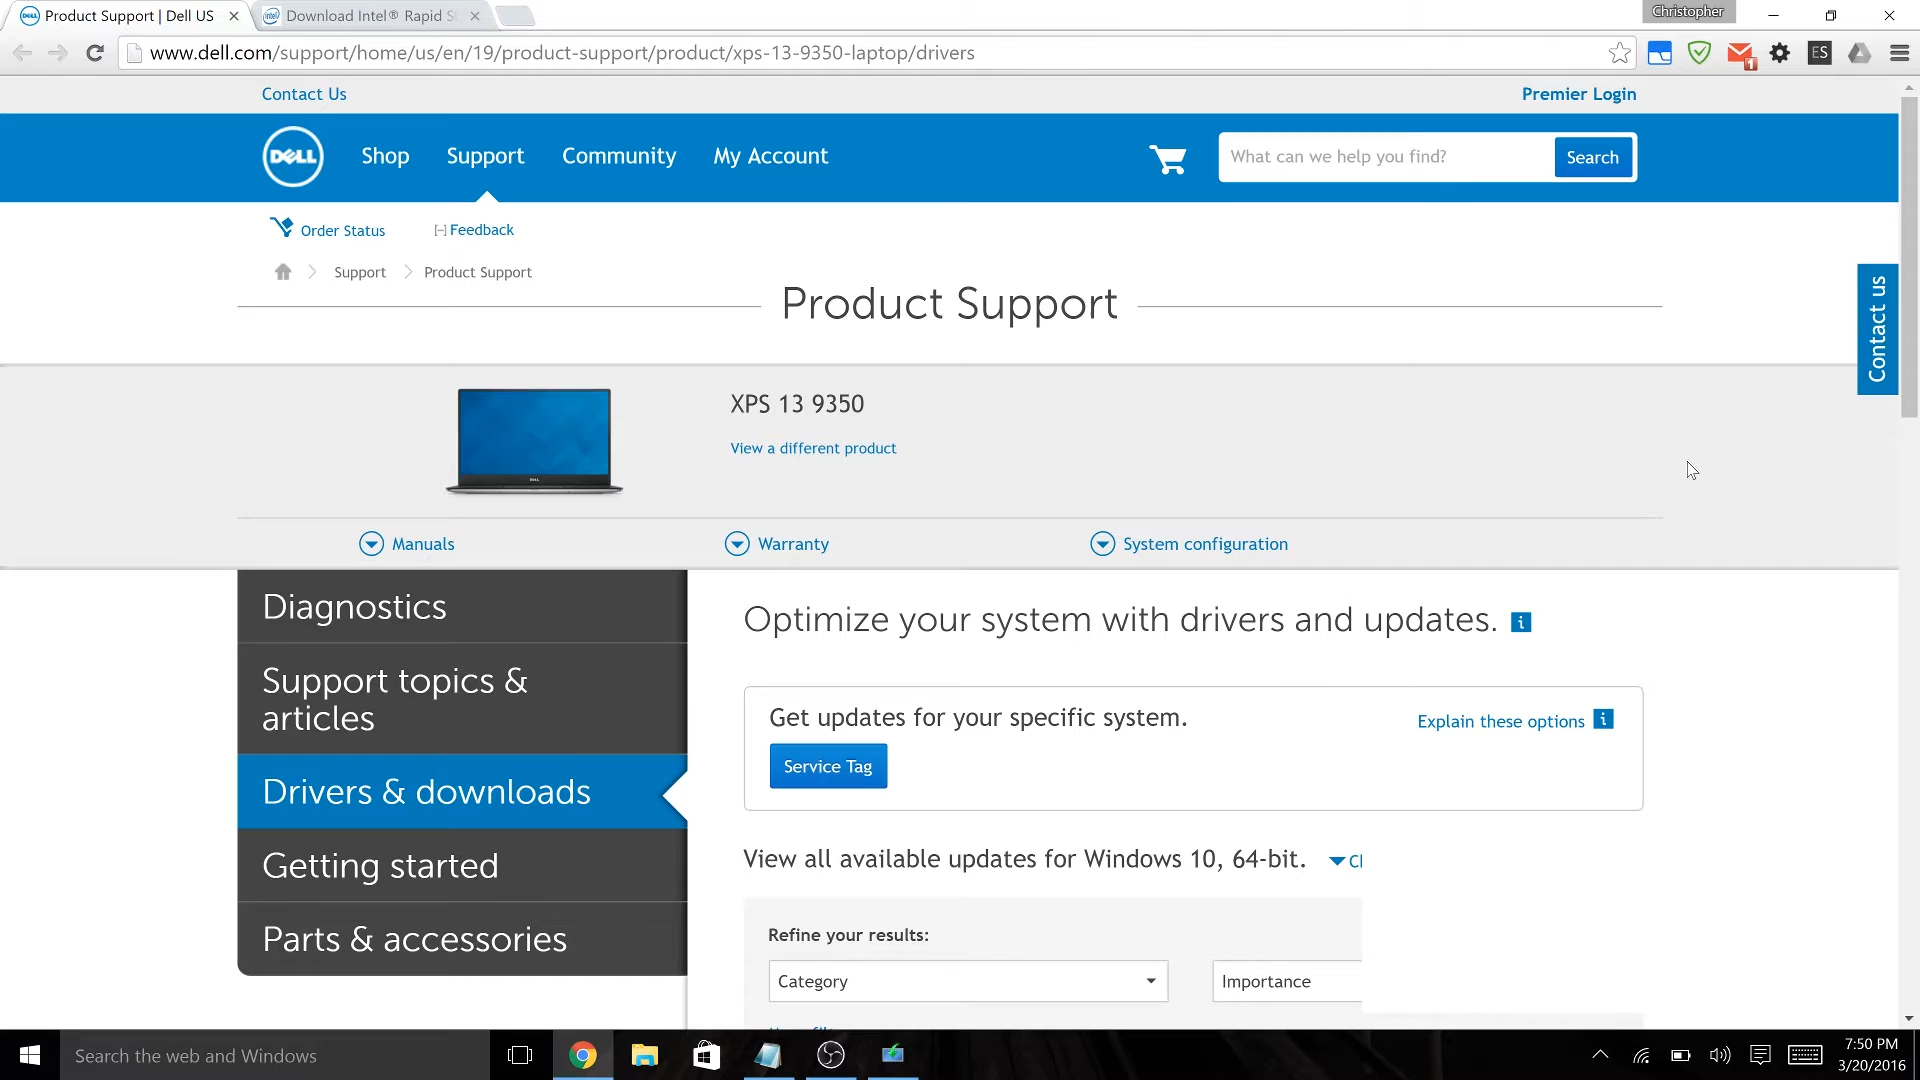 Product Support | Dell US
Download Intel® Rapid S
Christopher
www.dell.com/support/home/us/en/19/product-support/product/xps-13-9350-laptop/drivers
1
ES
Contact Us
Premier Login
DELL
Shop
Support
Community
My Account
What can we help you find?
Search
Order Status
[-] Feedback
Support
Product Support
Product Support
Contact us
XPS 13 9350
View a different product
Manuals
Warranty
System configuration
Diagnostics
Support topics &
articles
Drivers & downloads
Getting started
Parts & accessories
Optimize your system with drivers and updates.
Get updates for your specific system.
Explain these options
Service Tag
View all available updates for Windows 10, 64-bit.
Cl
Refine your results:
Category
Importance
Search the web and Windows
7:50 PM
3/20/2016